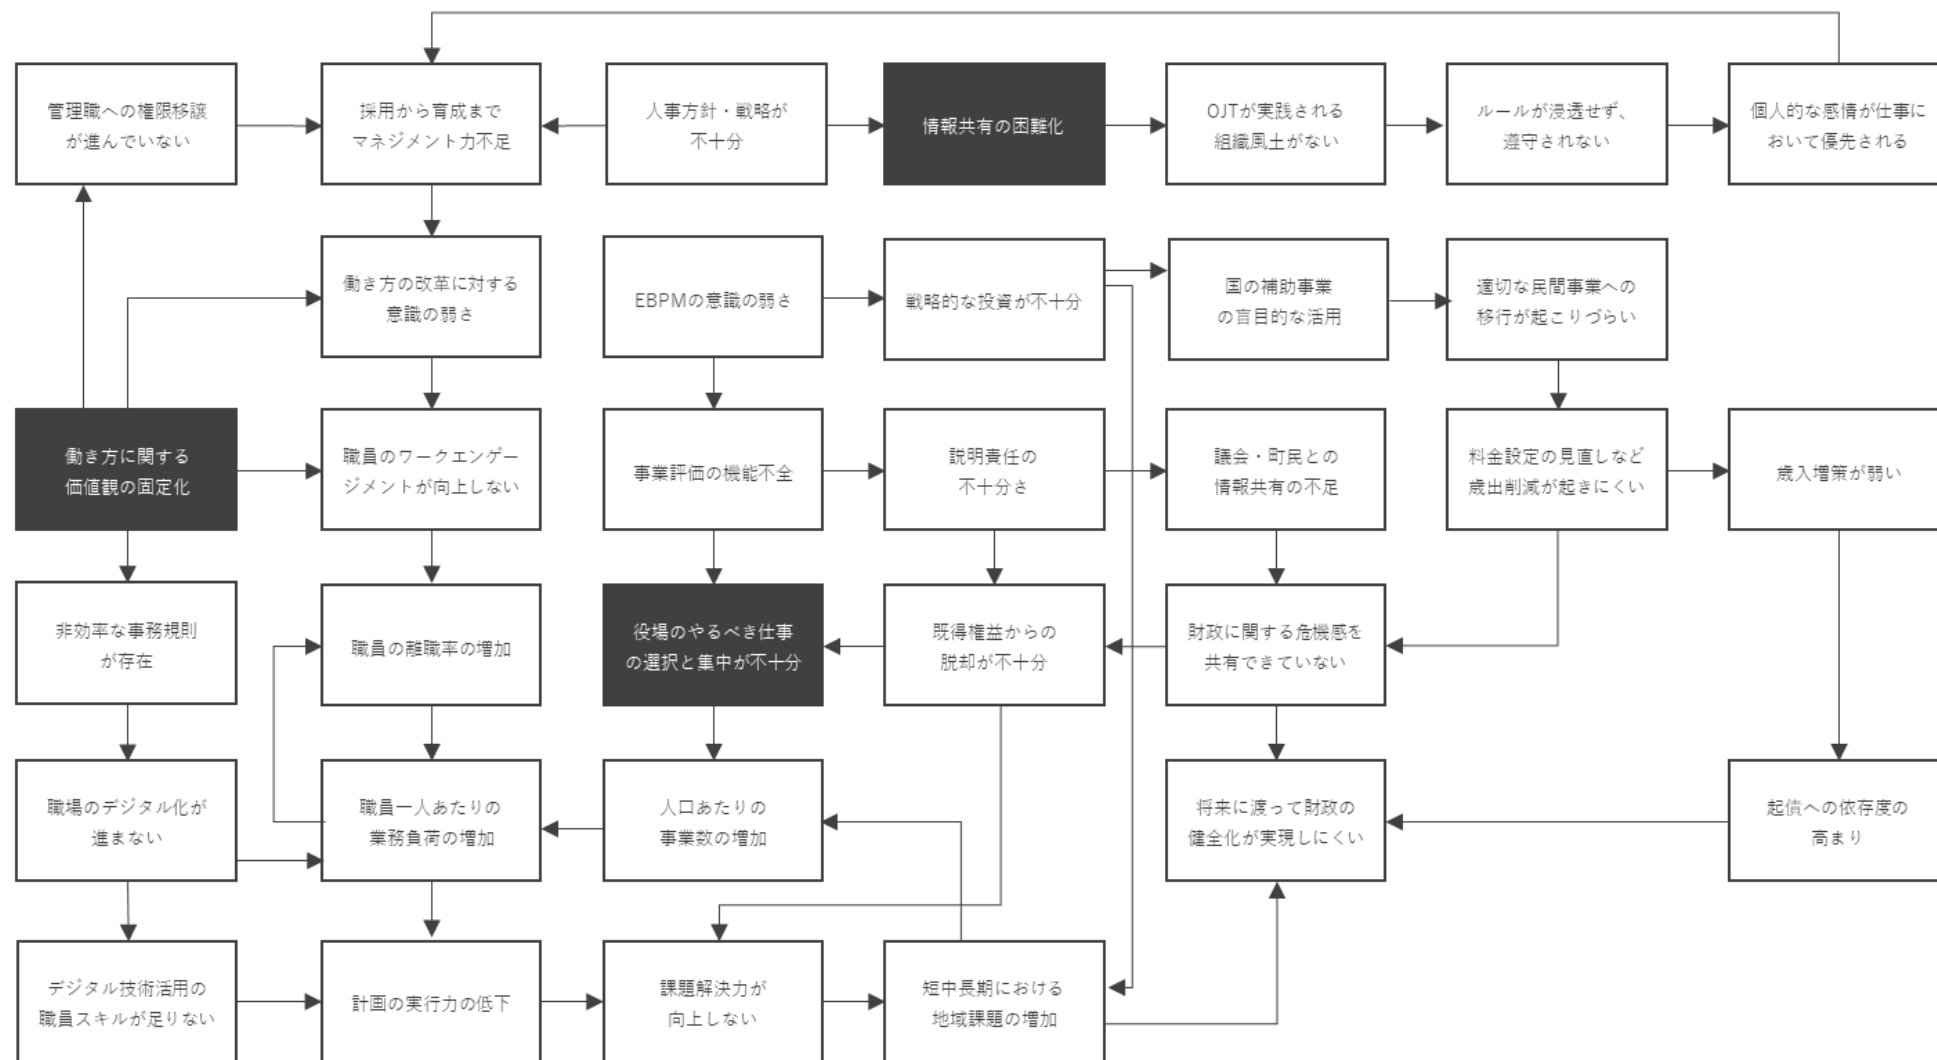 管理職への権限移譲
が進んでいない
採用から育成まで
マネジメント力不足
人事方針・戦略が
不十分
情報共有の困難化
OJTが実践される
組織風土がない
ルールが浸透せず、
遵守されない
個人的な感情が仕事に
おいて優先される
働き方の改革に対する
意識の弱さ
EBPMの意識の弱さ
戦略的な投資が不十分
国の補助事業
の盲目的な活用
適切な民間事業への
移行が起こりづらい
働き方に関する
価値観の固定化
職員のワークエンゲー
ジメントが向上しない
事業評価の機能不全
説明責任の
不十分さ
議会・町民との
情報共有の不足
料金設定の見直しなど
歳出削減が起きにくい
歳入増策が弱い
非効率な事務規則
が存在
職員の離職率の増加
役場のやるべき仕事
の選択と集中が不十分
既得権益からの
脱却が不十分
財政に関する危機感を
共有できていない
職場のデジタル化が
進まない
職員一人あたりの
業務負荷の増加
人口あたりの
事業数の増加
将来に渡って財政の
健全化が実現しにくい
起債への依存度の
高まり
デジタル技術活用の
職員スキルが足りない
計画の実行力の低下
課題解決力が
向上しない
短中長期における
地域課題の増加